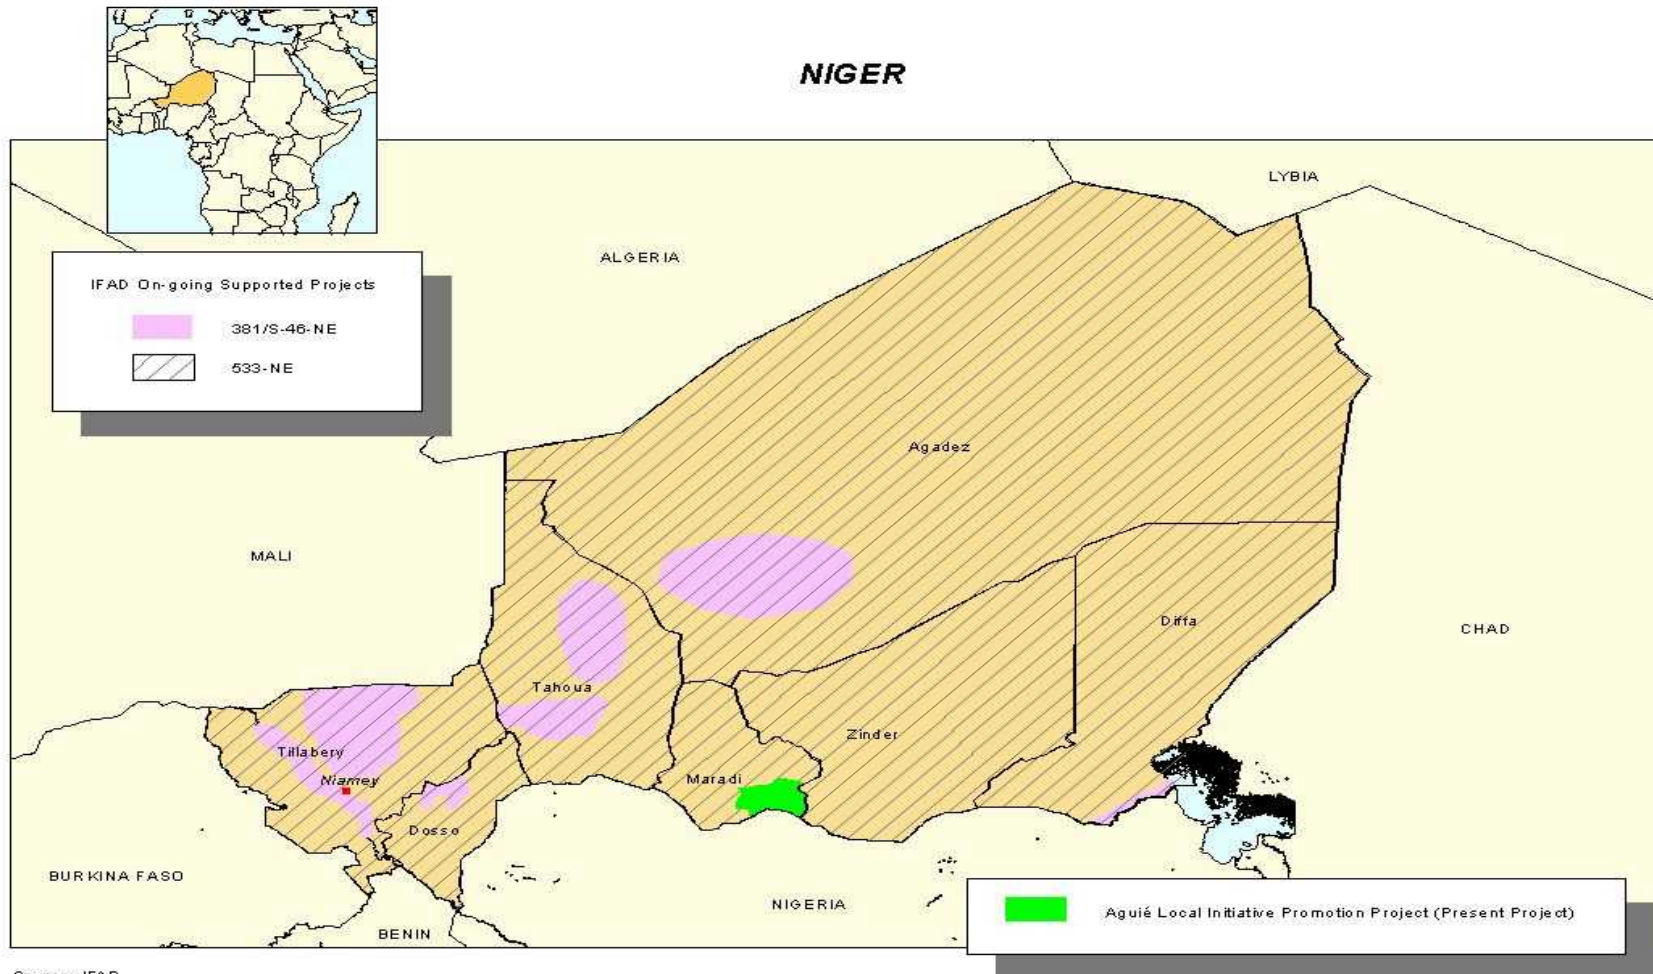 NIGER
LYBIA
ALGERIA
IFAD On-going Supported Projects
381/S-46-NE
533-NE
Agadez
MALI
Diffa
CHAD
Tahoua
Zinder
Tillabery
Niamey
Maradi
Dosso
BURKINA FASO
NIGERIA
Aguié Local Initiative Promotion Project (Present Project)
BENIN